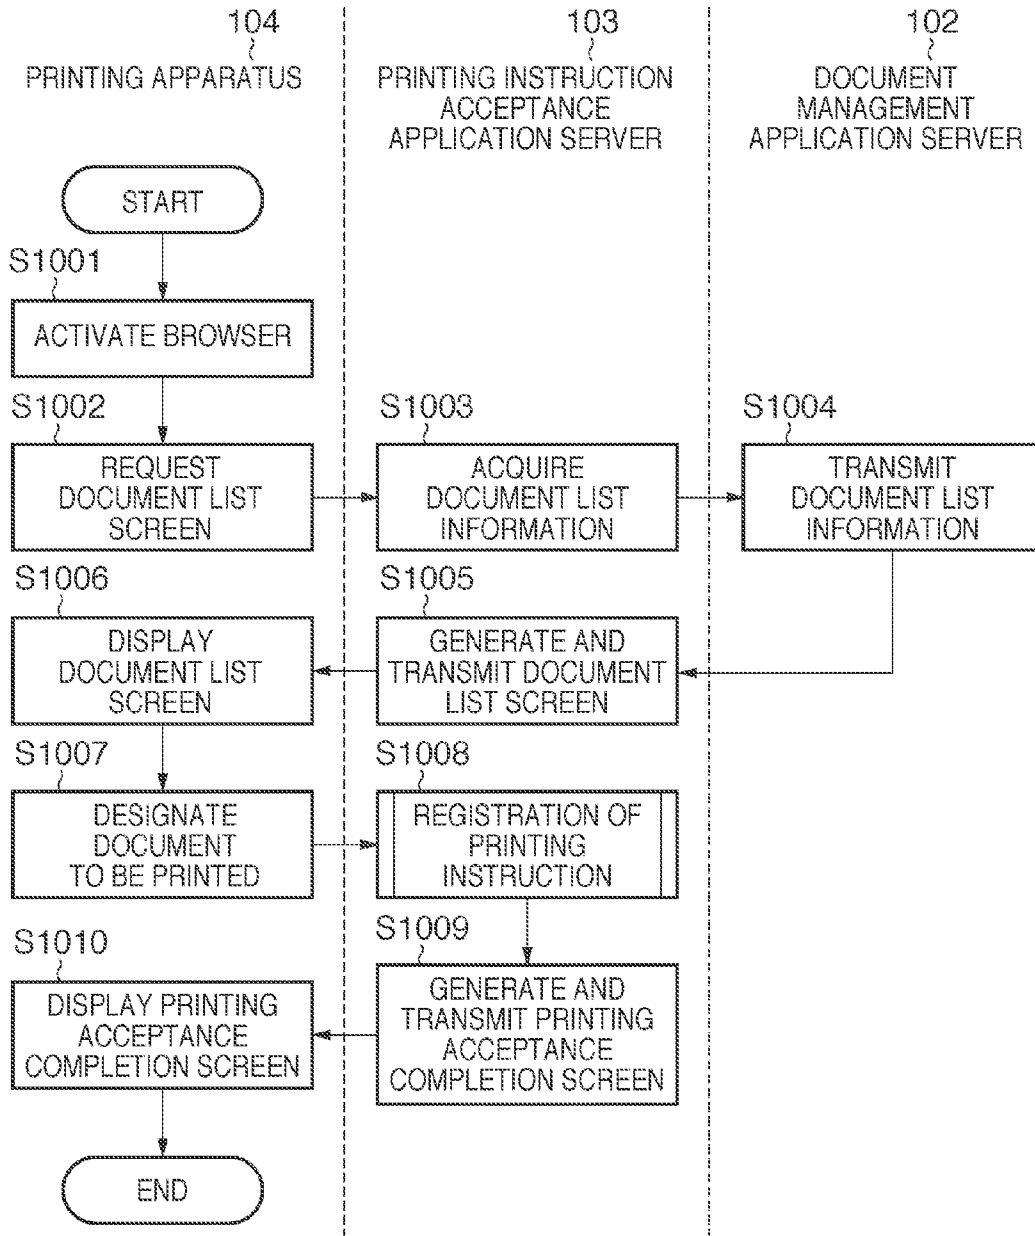 104
PRINTING APPARATUS
103
PRINTING INSTRUCTION
ACCEPTANCE
APPLICATION SERVER
102
DOCUMENT
MANAGEMENT
APPLICATION SERVER
START
S1001
ACTIVATE BROWSER
S1002
REQUEST
DOCUMENT LIST
SCREEN
S1003
ACQUIRE
DOCUMENT LIST
INFORMATION
S1004
TRANSMIT
DOCUMENT LIST
INFORMATION
S1006
DISPLAY
DOCUMENT LIST
SCREEN
S1005
GENERATE AND
TRANSMIT DOCUMENT
LIST SCREEN
S1007
DESIGNATE
DOCUMENT
TO BE PRINTED
S1008
REGISTRATION OF
PRINTING
INSTRUCTION
S1010
DISPLAY PRINTING
ACCEPTANCE
COMPLETION SCREEN
S1009
GENERATE AND
TRANSMIT PRINTING
ACCEPTANCE
COMPLETION SCREEN
END